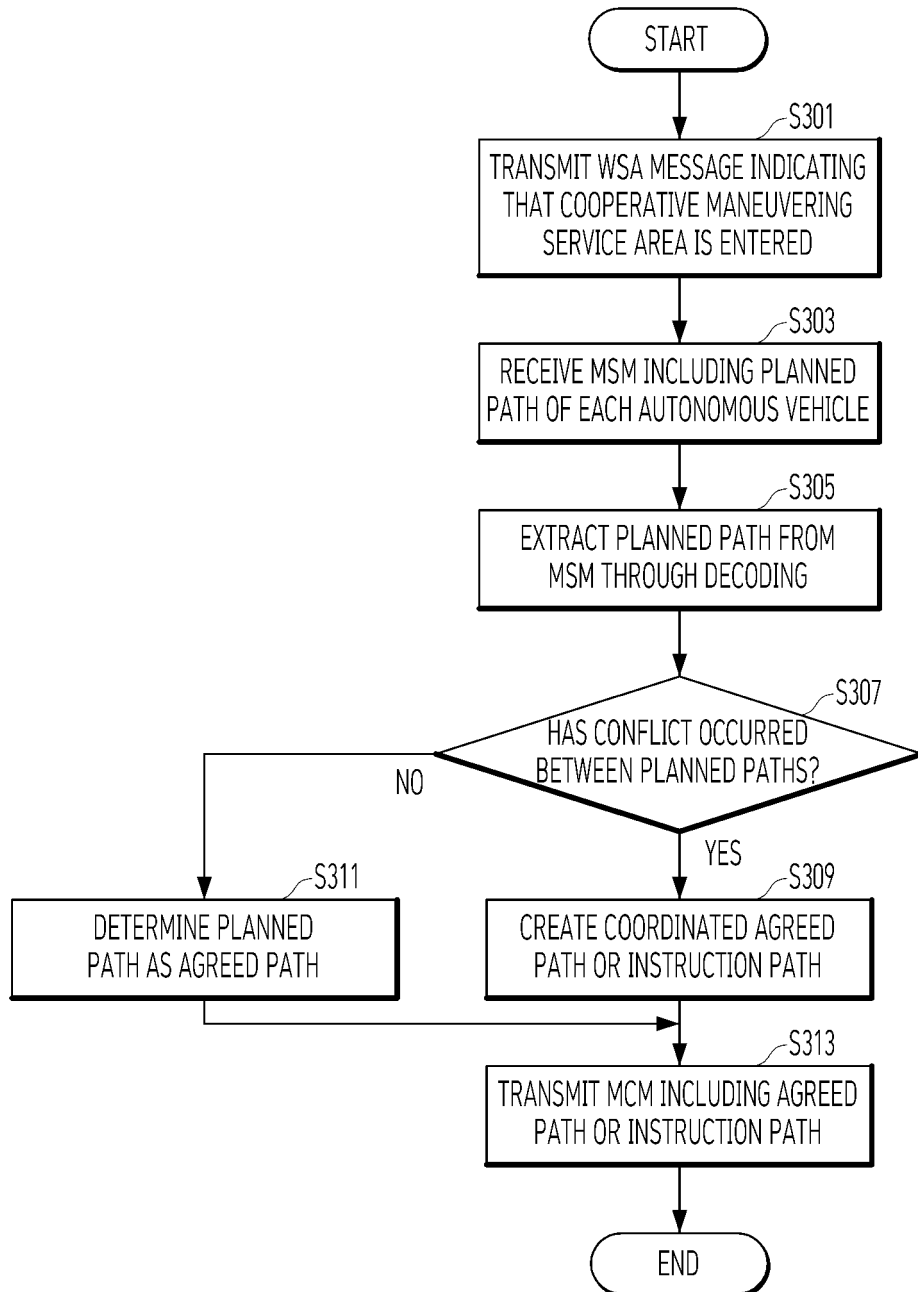 START
S301
TRANSMIT WSA MESSAGE INDICATING
THAT COOPERATIVE MANEUVERING
SERVICE AREA IS ENTERED
S303
RECEIVE MSM INCLUDING PLANNED
PATH OF EACH AUTONOMOUS VEHICLE
S305
EXTRACT PLANNED PATH FROM
MSM THROUGH DECODING
S307
HAS CONFLICT OCCURRED
BETWEEN PLANNED PATHS?
NO
YES
S311
DETERMINE PLANNED
PATH AS AGREED PATH
S309
CREATE COORDINATED AGREED
PATH OR INSTRUCTION PATH
S313
TRANSMIT MCM INCLUDING AGREED
PATH OR INSTRUCTION PATH
END